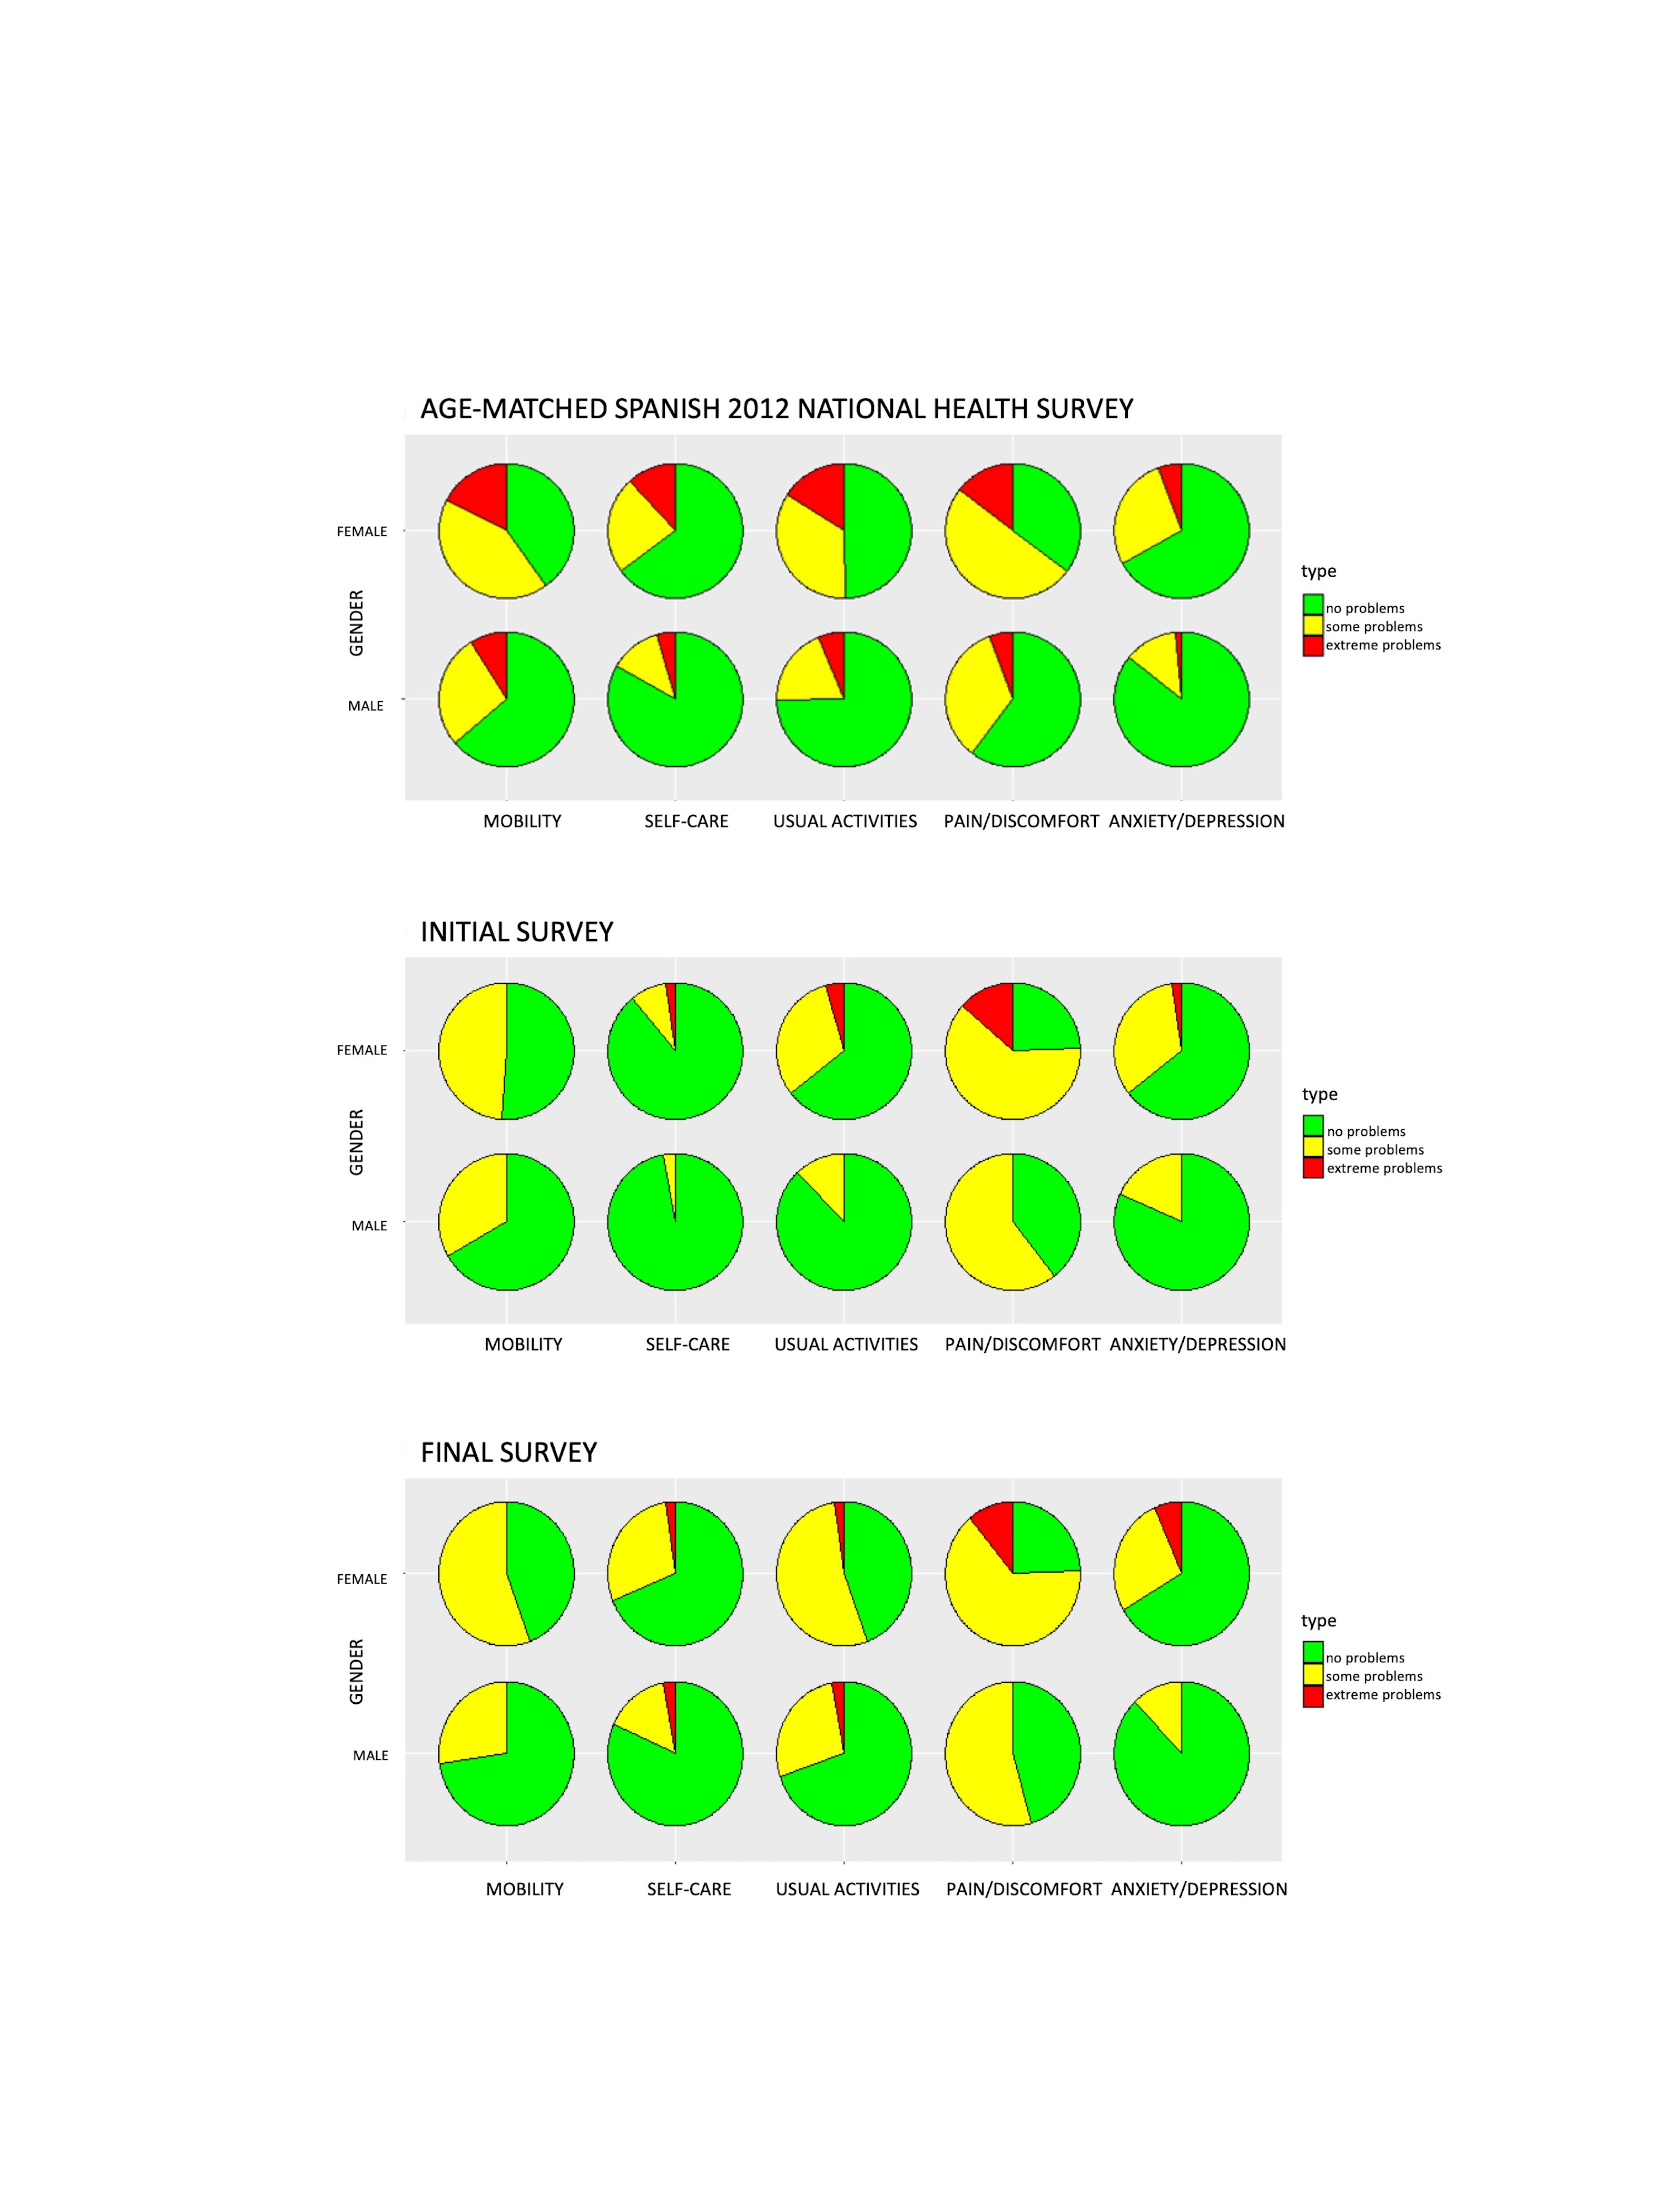 AGE-MATCHED SPANISH 2012 NATIONAL HEALTH SURVEY
FEMALE
GENDER
MALE
MOBILITY SELF-CARE USUAL ACTIVITIES PAIN/DISCOMFORT ANXIETY/DEPRESSION
type
no problems
some problems
extreme problems
INITIAL SURVEY
FEMALE
GENDER
MALE
MOBILITY SELF-CARE USUAL ACTIVITIES PAIN/DISCOMFORT ANXIETY/DEPRESSION
type
no problems
some problems
extreme problems
FINAL SURVEY
FEMALE
GENDER
MALE
MOBILITY SELF-CARE USUAL ACTIVITIES PAIN/DISCOMFORT ANXIETY/DEPRESSION
type
no problems
some problems
extreme problems